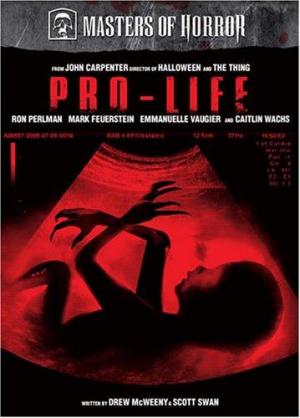 MASTERS OF HORROR
FROM JOHN CARPENTER DIRECTOR OF HALLOWEEN AND THE THING
PRO-LIFE
RON PERLMAN MARK FEUERSTEIN EMMANUELLE VAUGIER AND CAITLIN WACHS
WRITTEN BY DREW McWEENY & SCOTT SWAN